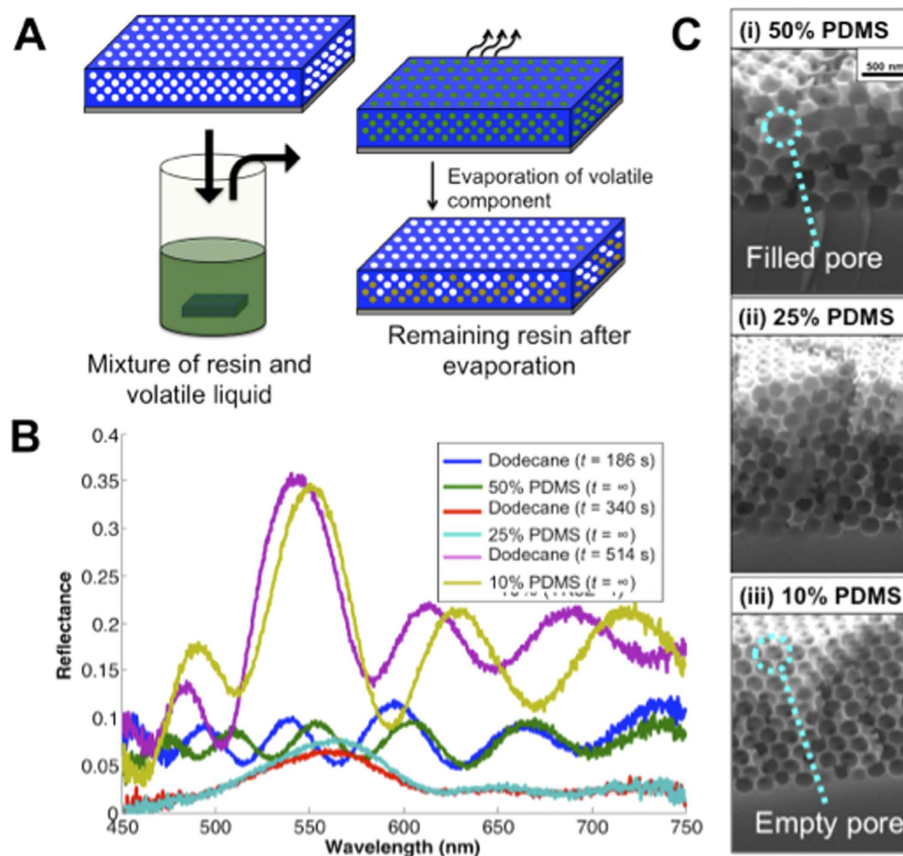 A
Evaporation of volatile
component
Mixture of resin and
volatile liquid
Remaining resin after
evaporation
B
0.4
0.35
0.3
0.25
0.2
0.15
0.1
0.05
0
Reflectance
450
500
550
600
650
700
750
Wavelength (nm)
Dodecane (t = 186 s)
50% PDMS (t = ∞)
Dodecane (t = 340 s)
25% PDMS (t = ∞)
Dodecane (t = 514 s)
10% PDMS (t = ∞)
C
(i) 50% PDMS
500 nm
Filled pore
(ii) 25% PDMS
(iii) 10% PDMS
Empty pore